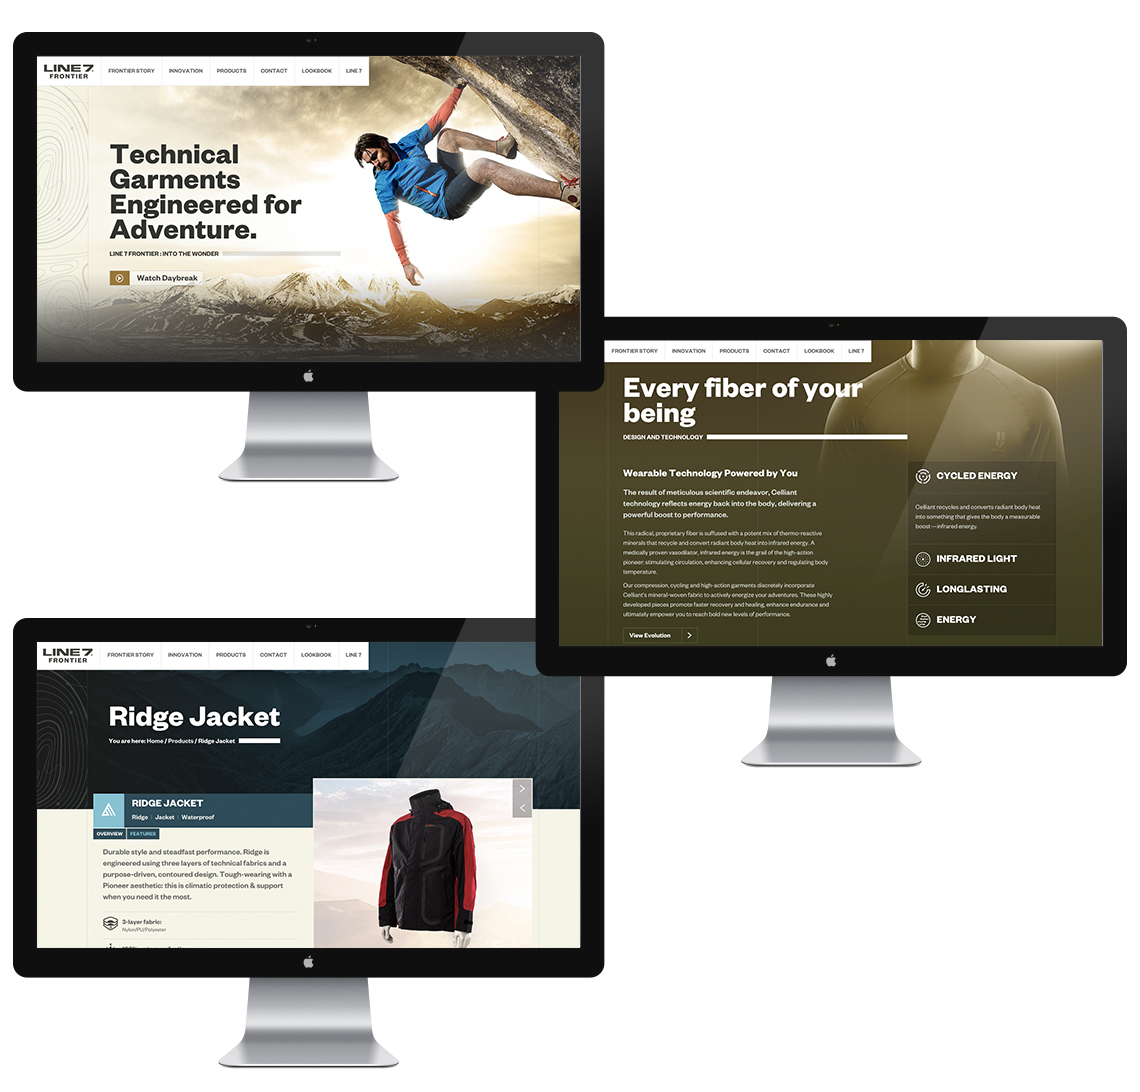 LINE 7
FRONTIER
FRONTIER STORY
INNOVATION
PRODUCTS
CONTACT
LOOKBOOK
LINE 7
Technical
Garments
Engineered for
Adventure.
LINE 7 FRONTIER : INTO THE WONDER
Watch Daybreak
FRONTIER STORY
INNOVATION
PRODUCTS
CONTACT
LOOKBOOK
LINE 7
Every fiber of your
being
DESIGN AND TECHNOLOGY
Wearable Technology Powered by You
The result of meticulous scientific endeavor, Celliant
technology reflects energy back into the body, delivering a
powerful boost to performance.
This radical, proprietary fiber is suffused with a potent mix of thermo-reactive
minerals that recycle and convert radiant body heat into infrared energy. A
medically proven vasodilator, infrared energy is the grail of the high-action
pioneer: stimulating circulation, enhancing cellular recovery and regulating body
temperature.
Our compression, cycling and high-action garments discretely incorporate
Celliant's mineral-woven fabric to actively energize your adventures. These highly
developed pieces promote faster recovery and healing, enhance endurance and
ultimately empower you to reach bold new levels of performance.
View Evolution
CYCLED ENERGY
Celliant recycles and converts radiant body heat
into something that gives the body a measurable
boost—infrared energy.
INFRARED LIGHT
LONGLASTING
ENERGY
LINE 7
FRONTIER
FRONTIER STORY
INNOVATION
PRODUCTS
CONTACT
LOOKBOOK
LINE 7
Ridge Jacket
You are here: Home / Products / Ridge Jacket
RIDGE JACKET
Ridge | Jacket | Waterproof
OVERVIEW
FEATURES
Durable style and steadfast performance. Ridge is
engineered using three layers of technical fabrics and a
purpose-driven, contoured design. Tough-wearing with a
Pioneer aesthetic: this is climatic protection & support
when you need it the most.
3-layer fabric:
Nylon/PU/Polyester